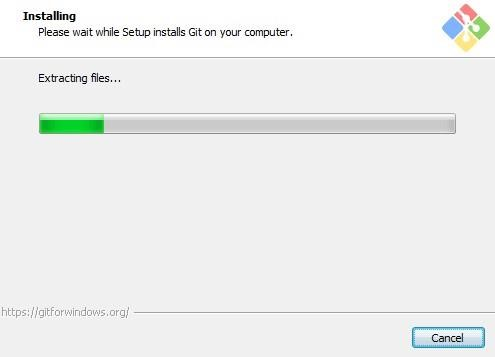 Installing
Please wait while Setup installs Git on your computer.
Extracting files...
https://gitforwindows.org/
Cancel